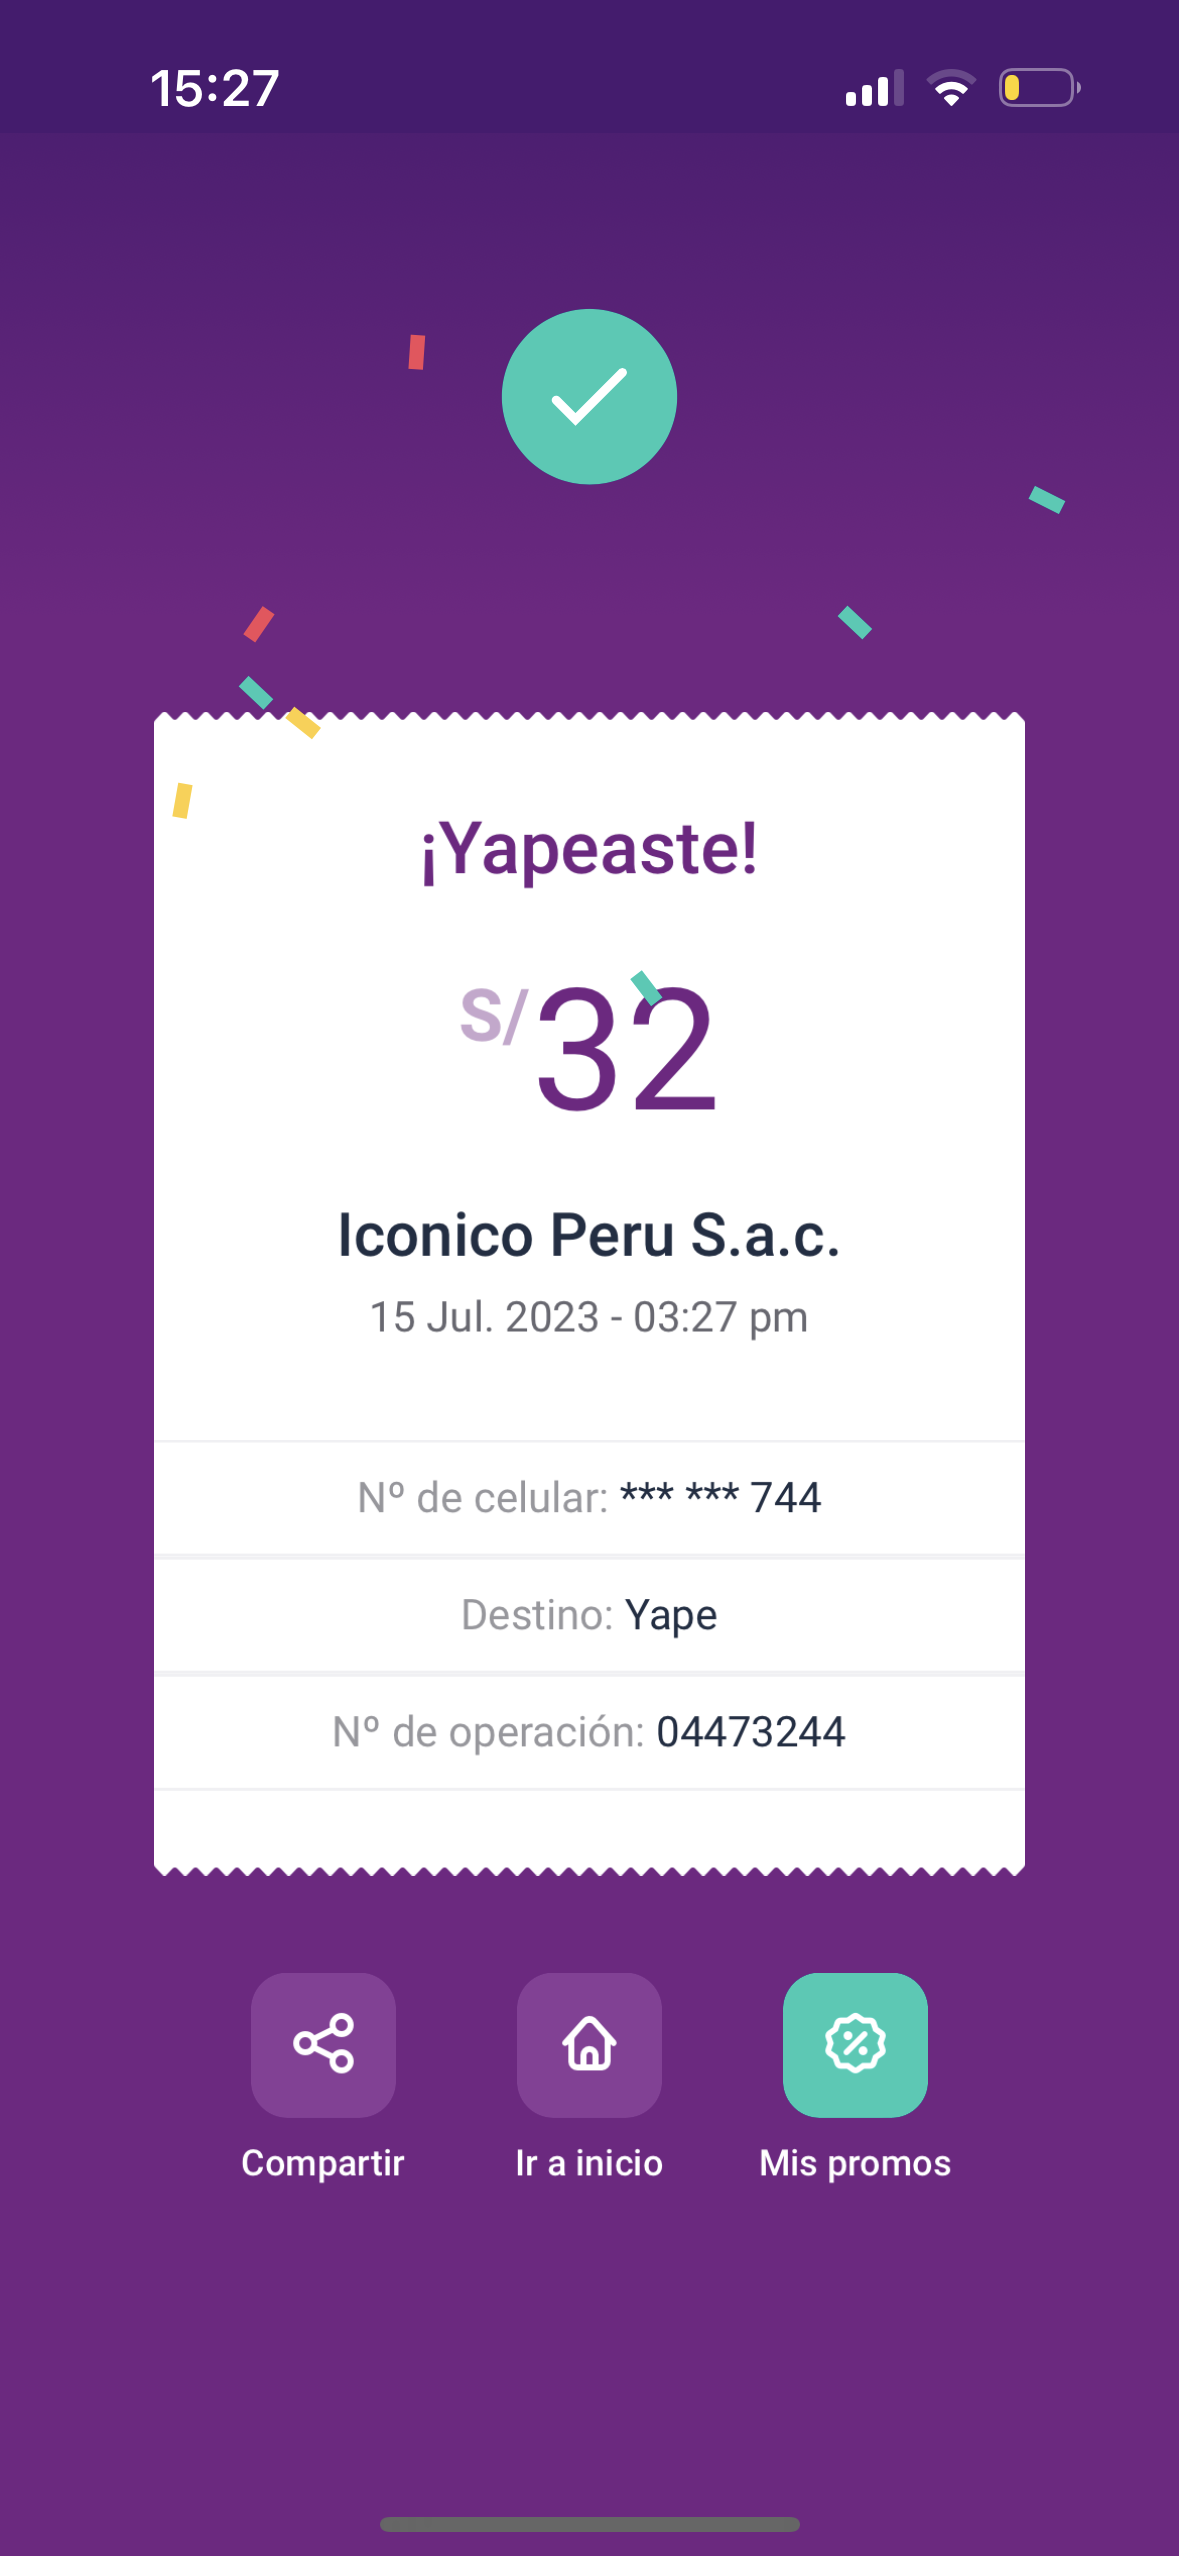 15:27
¡Yapeaste!
S/32
Iconico Peru S.a.c.
15 Jul. 2023 - 03:27 pm
Nº de celular: *** *** 744
Destino: Yape
Nº de operación: 04473244
Compartir
Ir a inicio
Mis promos